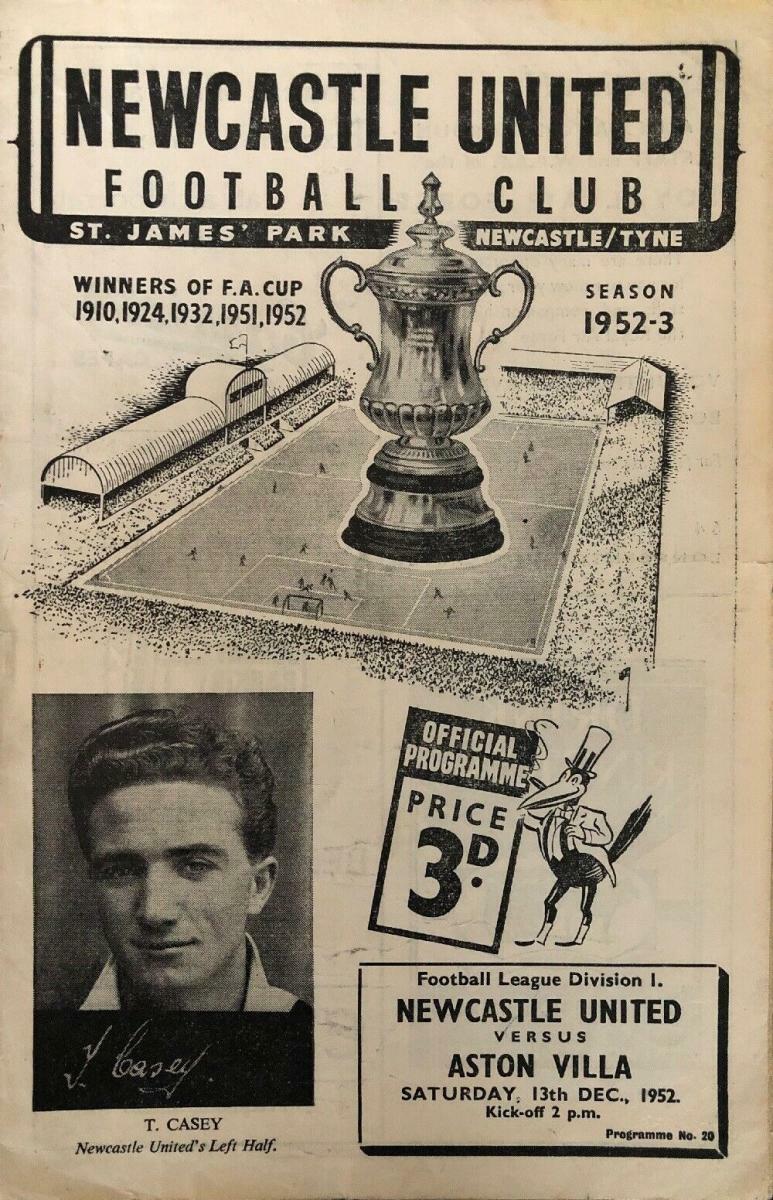 NEWCASTLE UNITED
FOOTBALL CLUB
ST. JAMES' PARK NEWCASTLE/TYNE
WINNERS OF F.A. CUP
1910, 1924, 1932, 1951, 1952
SEASON
1952-3
OFFICIAL
PROGRAMME
PRICE
3D.
T. Casey.
T. CASEY
Newcastle United's Left Half.
Football League Division 1.
NEWCASTLE UNITED
VERSUS
ASTON VILLA
SATURDAY, 13th DEC., 1952.
Kick-off 2 p.m.
Programme No. 20